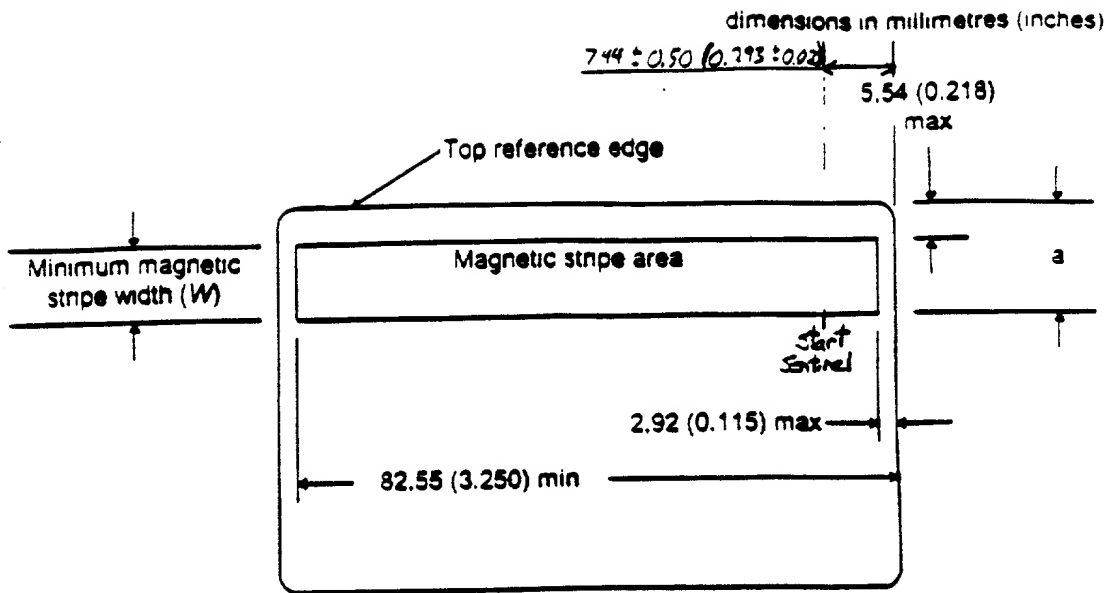 dimensions in millimetres (inches)
7.44 ± 0.50 (0.293 ± 0.02)
5.54 (0.218)
max
Top reference edge
Minimum magnetic
stripe width (W)
Magnetic stripe area
a
Start
Sentinel
2.92 (0.115) max
82.55 (3.250) min